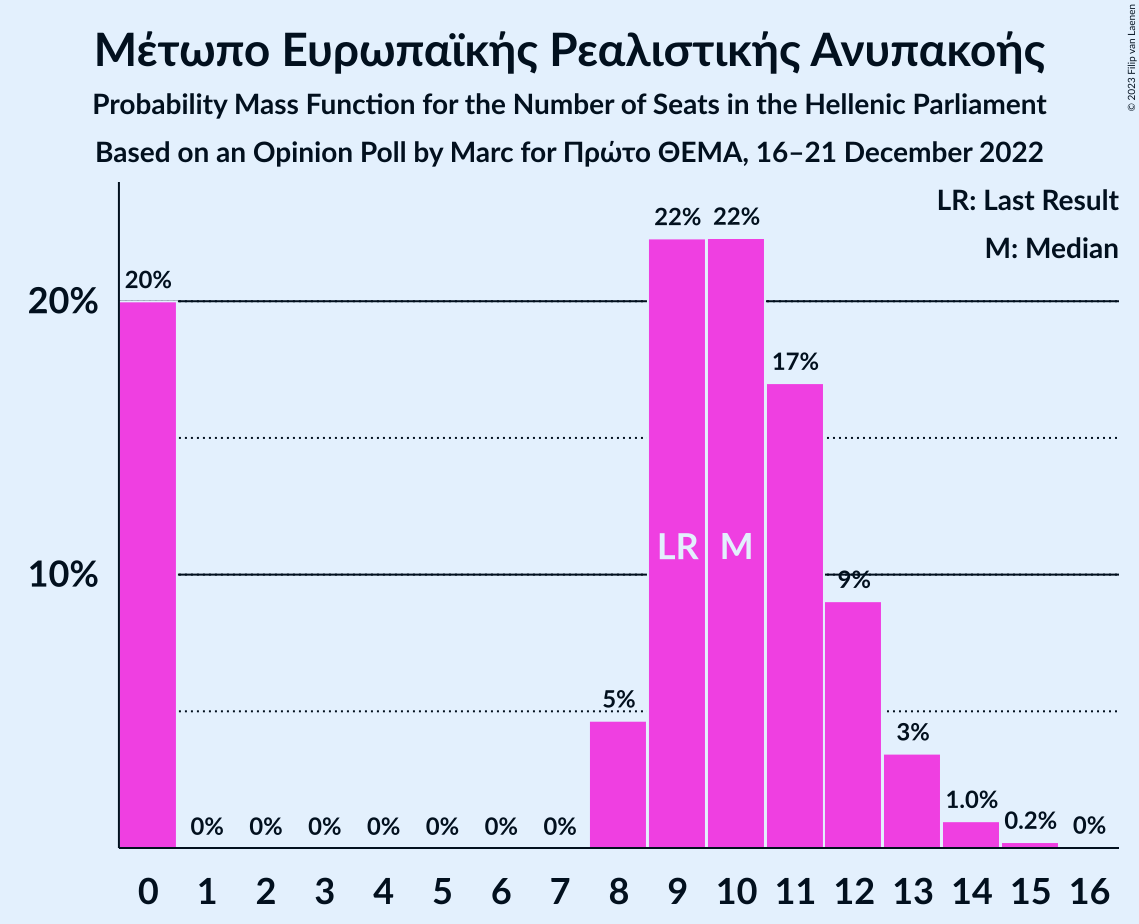 Μέτωπο Ευρωπαϊκής Ρεαλιστικής Ανυπακοής
Probability Mass Function for the Number of Seats in the Hellenic Parliament
Based on an Opinion Poll by Marc for Πρώτο ΘΕΜΑ, 16–21 December 2022
© 2023 Filip van Laenen
LR: Last Result
M: Median
20%
10%
20%
0%
0%
0%
0%
0%
0%
0%
5%
22%
22%
17%
9%
3%
1.0%
0.2%
0%
LR
M
0 1 2 3 4 5 6 7 8 9 10 11 12 13 14 15 16